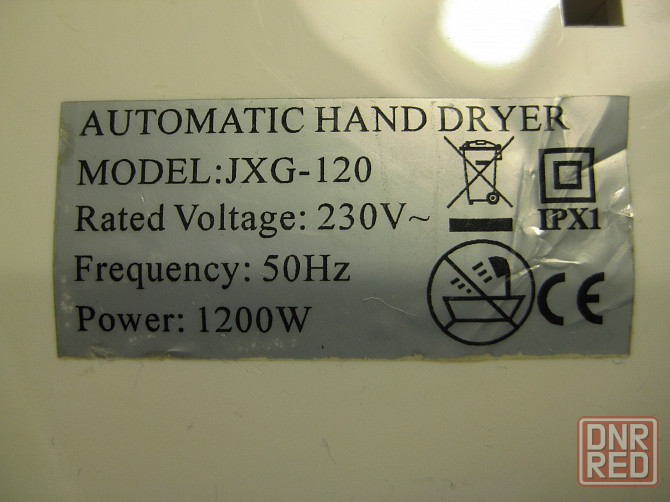 AUTOMATIC HAND DRYER
MODEL:JXG-120
Rated Voltage: 230V~
IPX1
Frequency: 50Hz
CE
Power: 1200W
DNR
RED